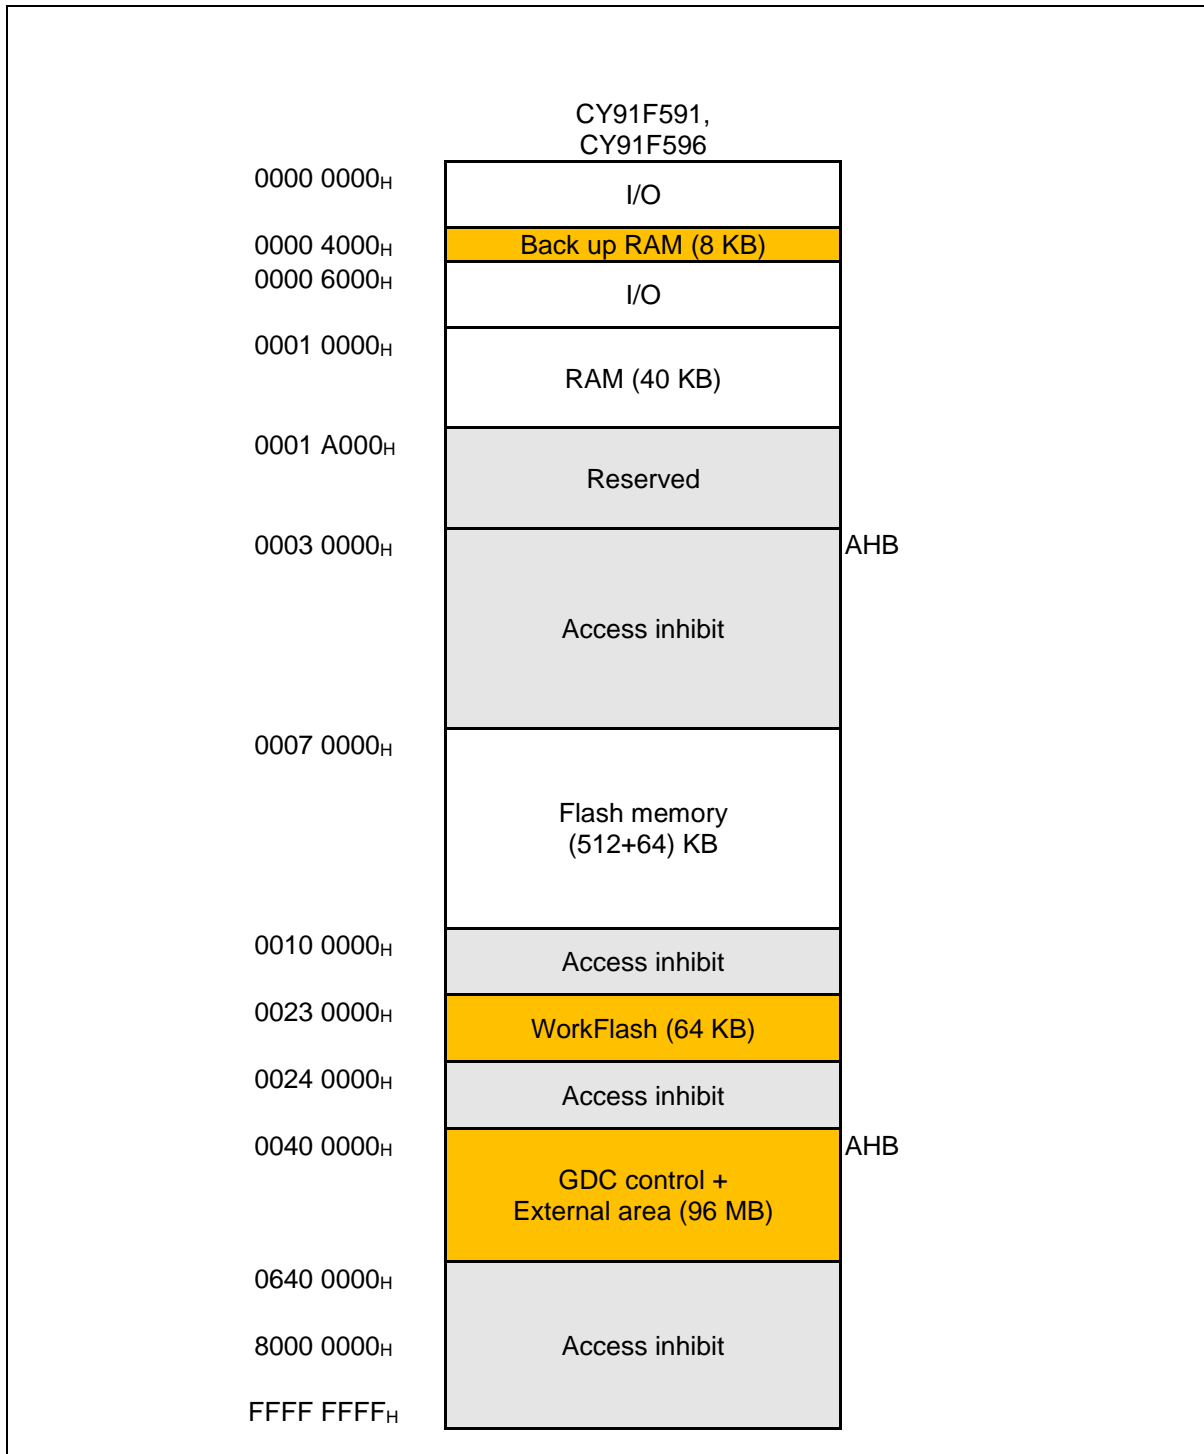 CY91F591,
CY91F596
0000 0000H
I/O
0000 4000H
Back up RAM (8 KB)
0000 6000H
I/O
0001 0000H
RAM (40 KB)
0001 A000H
Reserved
0003 0000H
AHB
Access inhibit
0007 0000H
Flash memory
(512+64) KB
0010 0000H
Access inhibit
0023 0000H
WorkFlash (64 KB)
0024 0000H
Access inhibit
0040 0000H
AHB
GDC control +
External area (96 MB)
0640 0000H
8000 0000H
Access inhibit
FFFF FFFFH